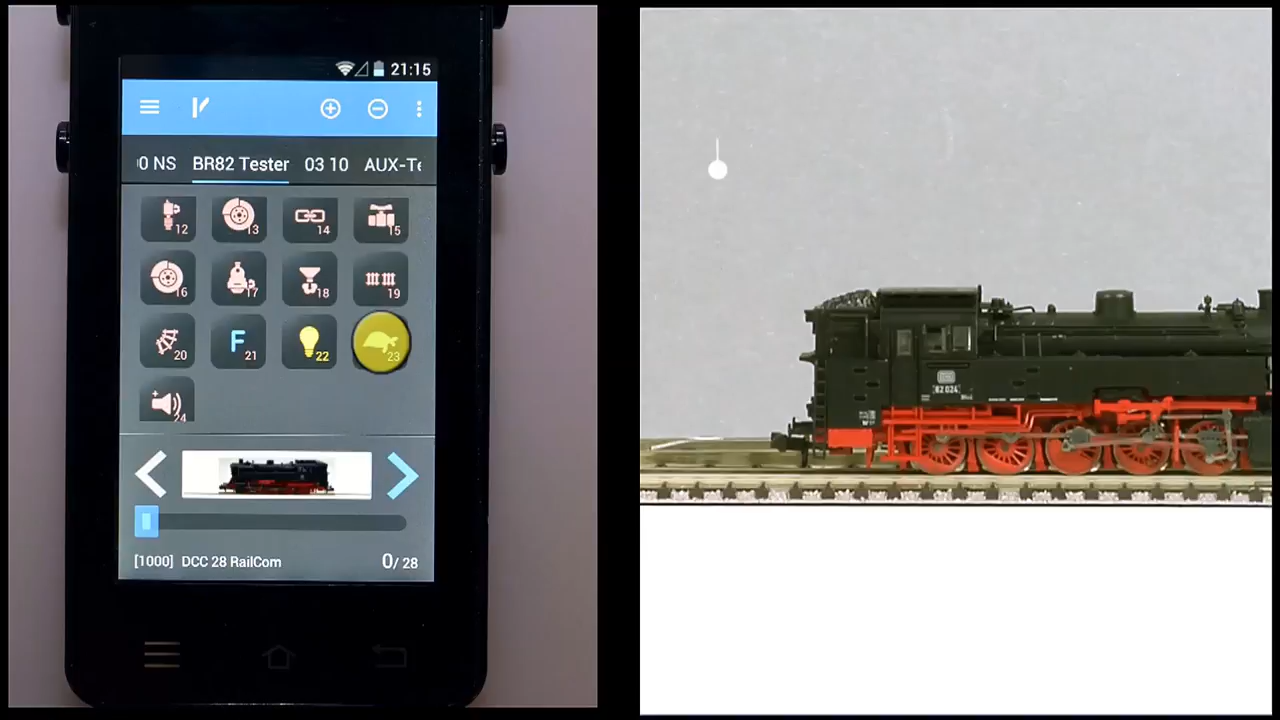 21:15
0 NS BR82 Tester 03 10 AUX-Te
12 13 14 15
16 17 18 19
20 F 21 22 23
24
[1000] DCC 28 RailCom 0/ 28
82 024